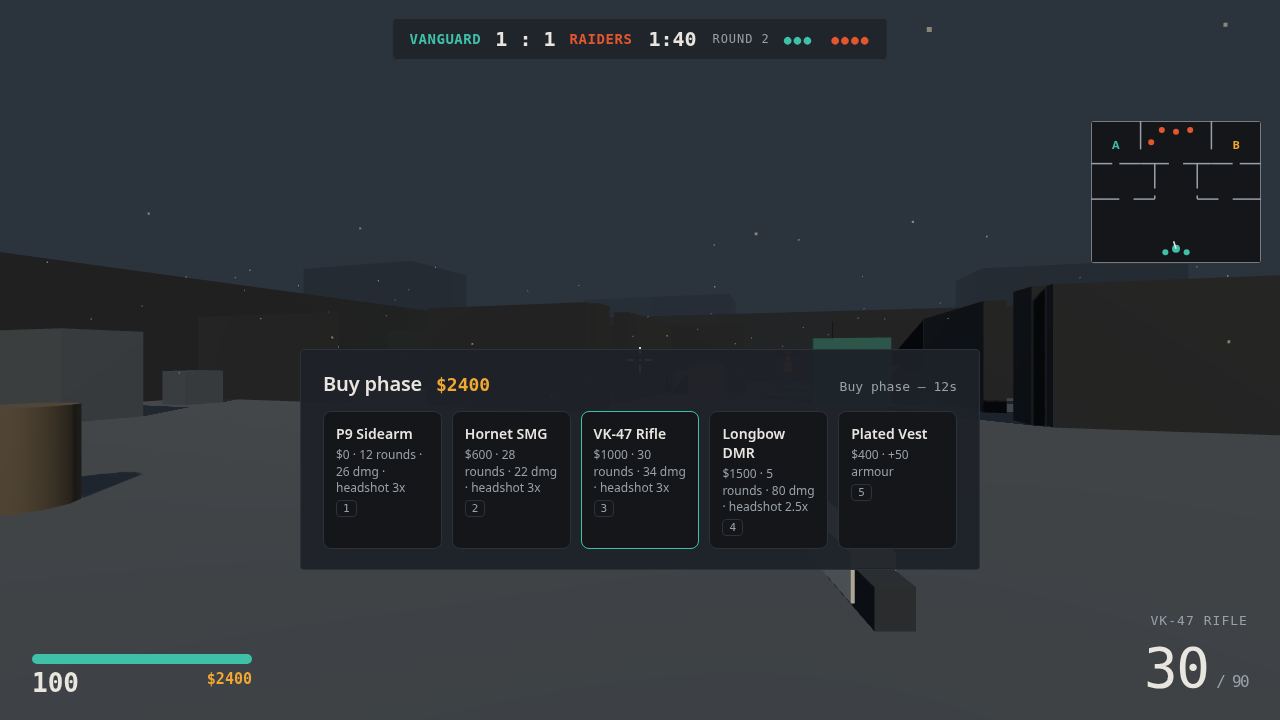 VANGUARD 1 : 1 RAIDERS 1:40 ROUND 2
A B
Buy phase $2400 Buy phase — 12s
P9 Sidearm
$0 · 12 rounds ·
26 dmg ·
headshot 3x
1
Hornet SMG
$600 · 28
rounds · 22 dmg
· headshot 3x
2
VK-47 Rifle
$1000 · 30
rounds · 34 dmg
· headshot 3x
3
Longbow
DMR
$1500 · 5
rounds · 80 dmg
· headshot 2.5x
4
Plated Vest
$400 · +50
armour
5
100 $2400
VK-47 RIFLE
30 / 90